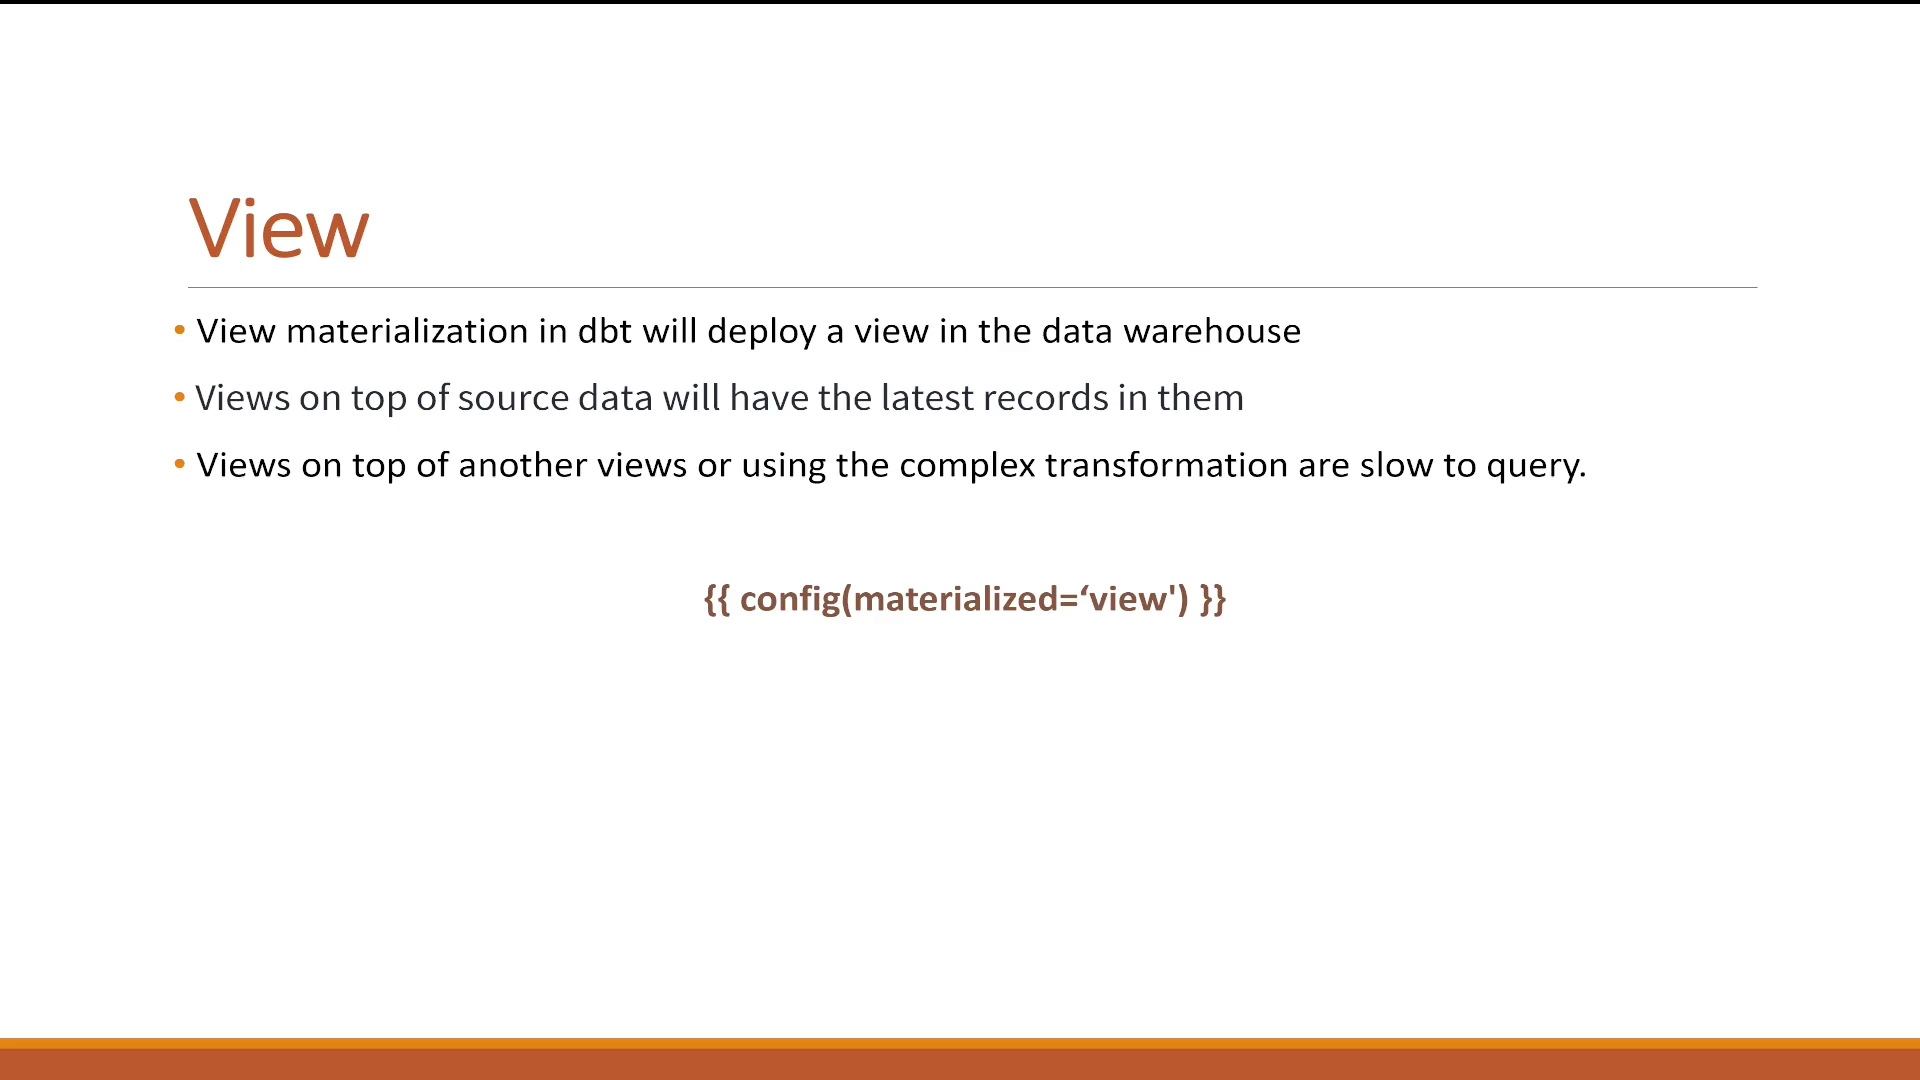 View
• View materialization in dbt will deploy a view in the data warehouse
• Views on top of source data will have the latest records in them
• Views on top of another views or using the complex transformation are slow to query.
{{ config(materialized=‘view') }}